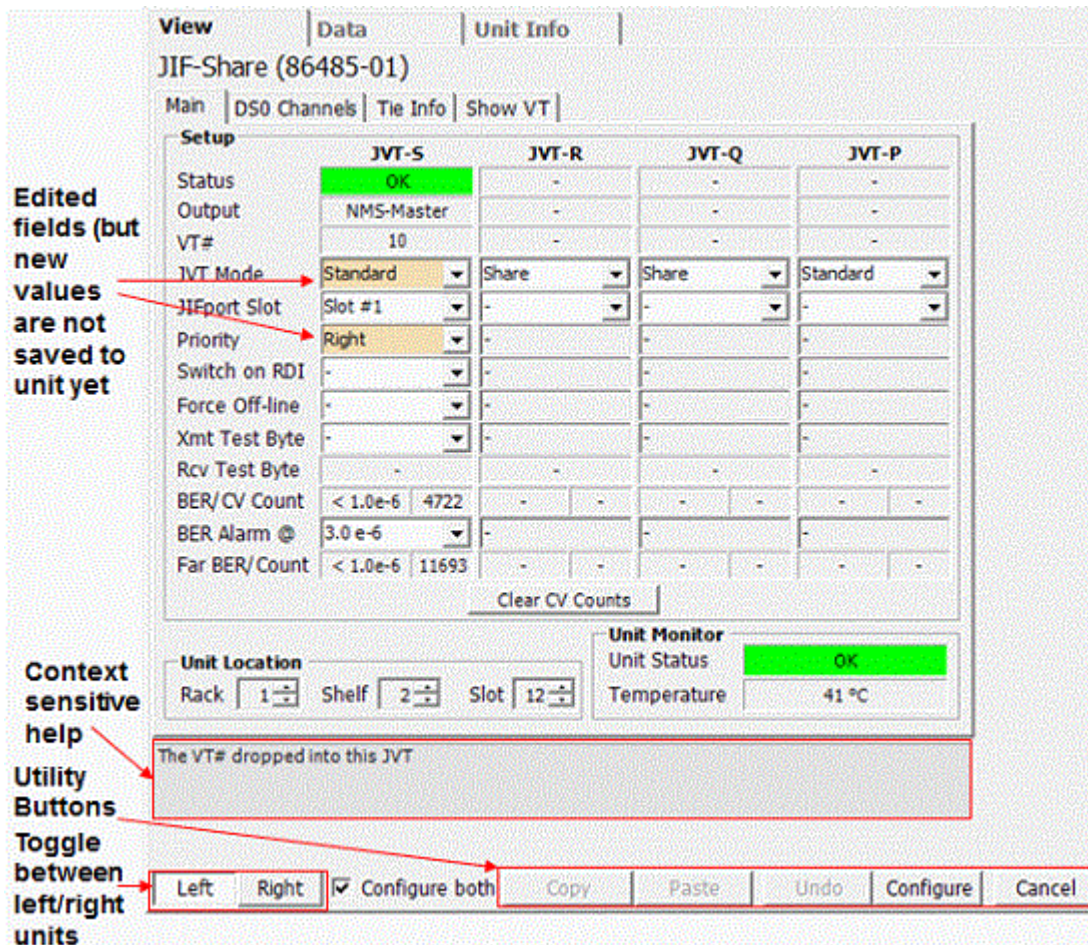 View Data Unit Info
JIF-Share (86485-01)
Main DS0 Channels Tie Info Show VT
Setup
JVT-S JVT-R JVT-Q JVT-P
Status OK - - -
Output NMS-Master - - -
VT# 10 - - -
JVT Mode Standard Share Share Standard
JIFport Slot Slot #1 - - -
Priority Right - - -
Switch on RDI - - - -
Force Off-line - - - -
Xmt Test Byte - - - -
Rcv Test Byte - - - -
BER/CV Count < 1.0e-6 4722 - - - - - -
BER Alarm @ 3.0 e-6 - - -
Far BER/Count < 1.0e-6 11693 - - - - - -
Clear CV Counts
Unit Location
Rack 1 Shelf 2 Slot 12
Unit Monitor
Unit Status OK
Temperature 41 ºC
The VT# dropped into this JVT
Left Right Configure both Copy Paste Undo Configure Cancel
Edited
fields (but
new
values
are not
saved to
unit yet
Context
sensitive
help
Utility
Buttons
Toggle
between
left/right
units